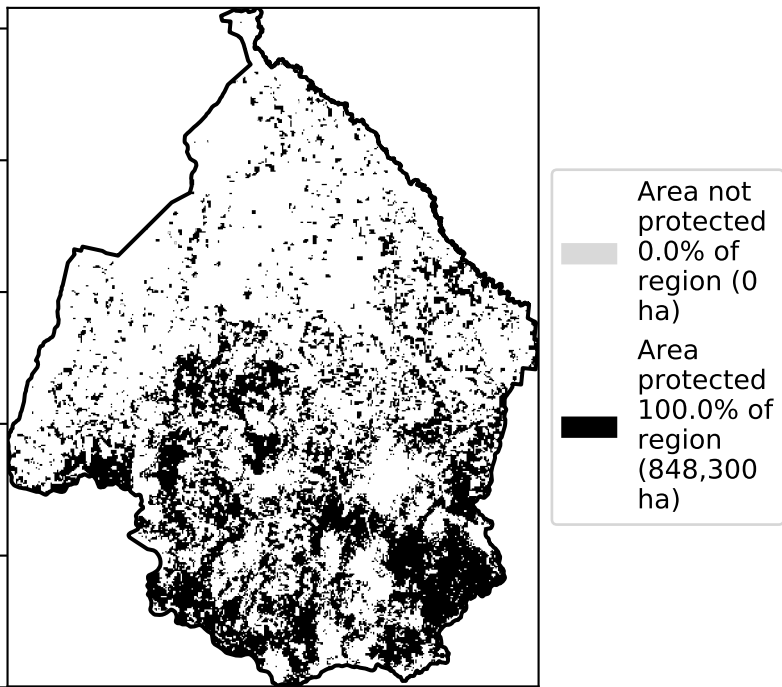 Area not
protected
0.0% of
region (0
ha)
Area
protected
100.0% of
region
(848,300
ha)